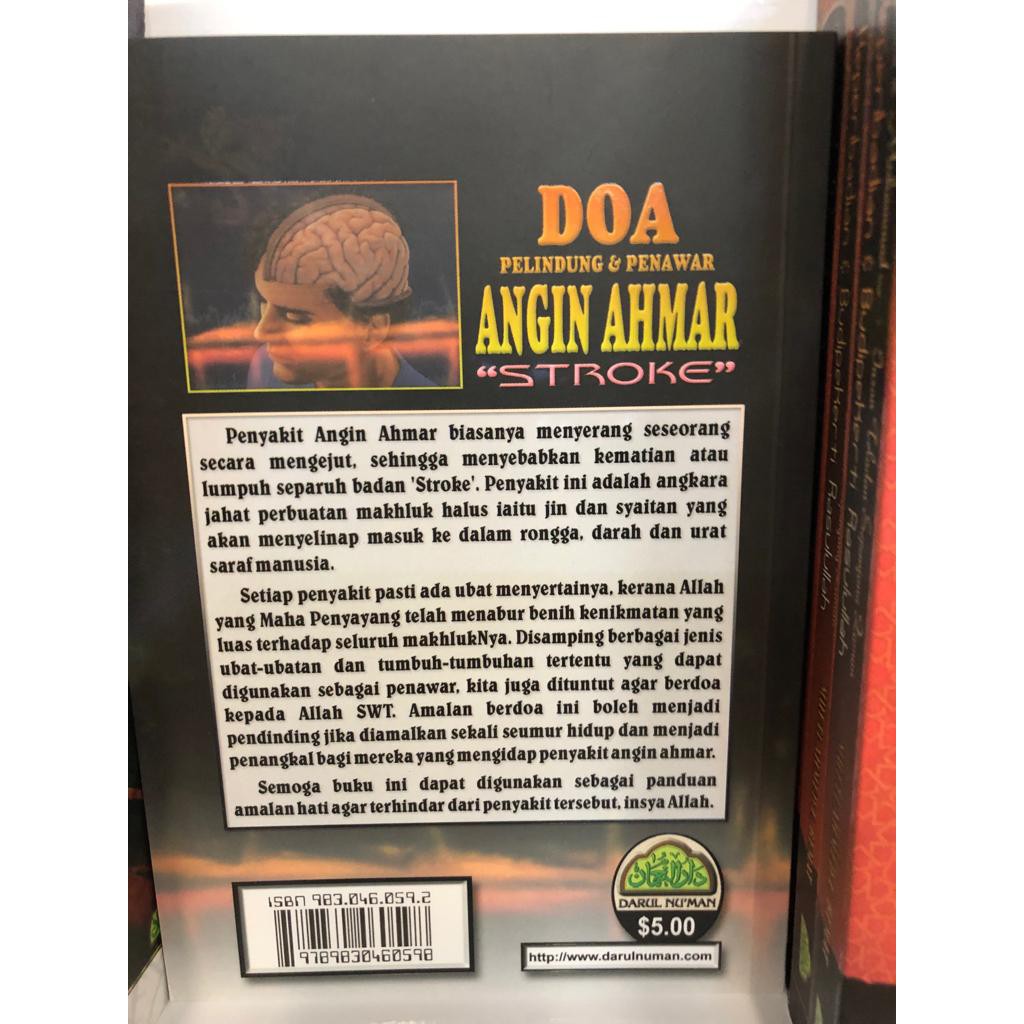 DOA
PELINDUNG & PENAWAR
ANGIN AHMAR
“STROKE”
Penyakit Angin Ahmar biasanya menyerang seseorang
secara mengejut, sehingga menyebabkan kematian atau
lumpuh separuh badan 'Stroke'. Penyakit ini adalah angkara
jahat perbuatan makhluk halus iaitu jin dan syaitan yang
akan menyelinap masuk ke dalam rongga, darah dan urat
saraf manusia.
Setiap penyakit pasti ada ubat menyertainya, kerana Allah
yang Maha Penyayang telah menabur benih kenikmatan yang
luas terhadap seluruh makhlukNya. Disamping berbagai jenis
ubat-ubatan dan tumbuh-tumbuhan tertentu yang dapat
digunakan sebagai penawar, kita juga dituntut agar berdoa
kepada Allah SWT. Amalan berdoa ini boleh menjadi
pendinding jika diamalkan sekali seumur hidup dan menjadi
penangkal bagi mereka yang mengidap penyakit angin ahmar.
Semoga buku ini dapat digunakan sebagai panduan
amalan hati agar terhindar dari penyakit tersebut, insya Allah.
ISBN 983.046.059.2
9789830460598
دار النعمان
DARUL NU'MAN
$5.00
http://www.darulnuman.com
Budipekerti Rasulullah
Budipekerti Rasulullah